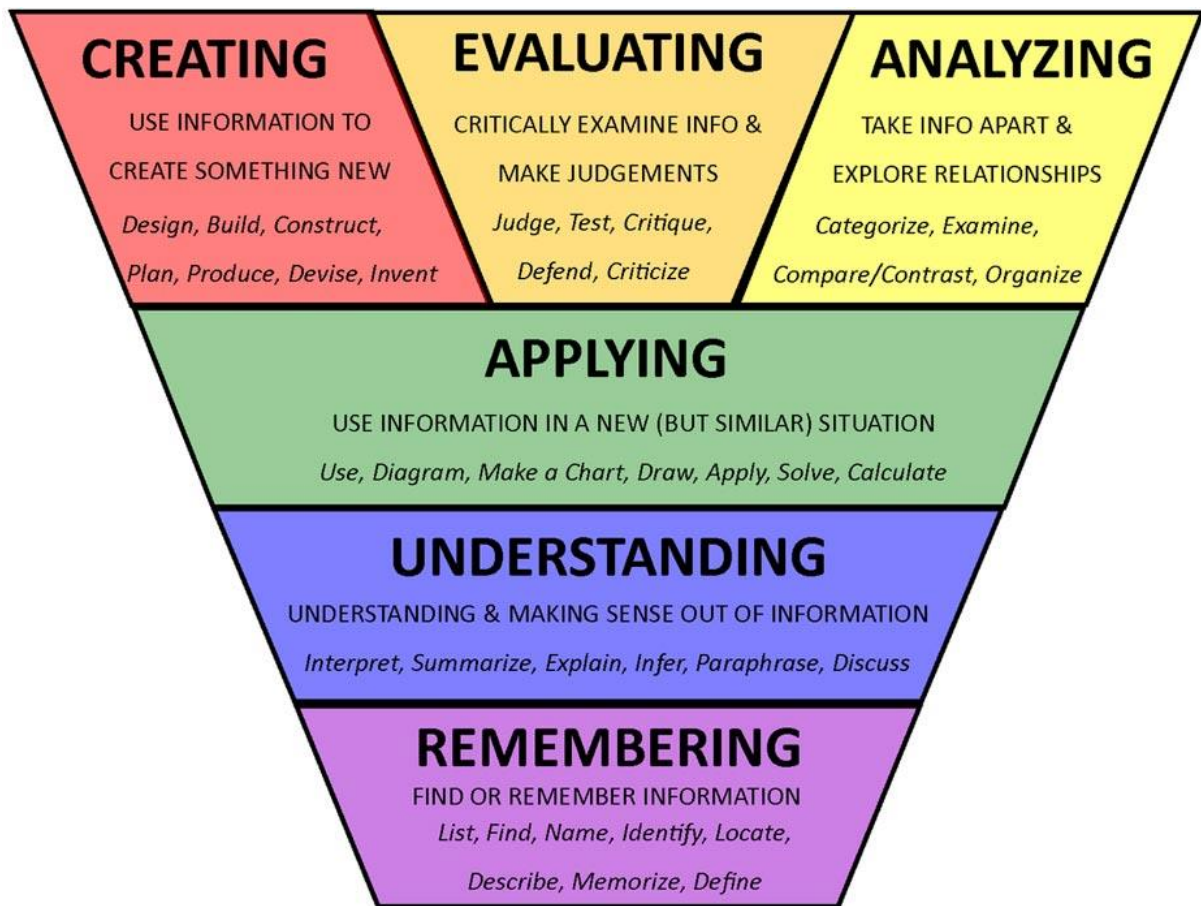 CREATING
USE INFORMATION TO
CREATE SOMETHING NEW
Design, Build, Construct,
Plan, Produce, Devise, Invent
EVALUATING
CRITICALLY EXAMINE INFO &
MAKE JUDGEMENTS
Judge, Test, Critique,
Defend, Criticize
ANALYZING
TAKE INFO APART &
EXPLORE RELATIONSHIPS
Categorize, Examine,
Compare/Contrast, Organize
APPLYING
USE INFORMATION IN A NEW (BUT SIMILAR) SITUATION
Use, Diagram, Make a Chart, Draw, Apply, Solve, Calculate
UNDERSTANDING
UNDERSTANDING & MAKING SENSE OUT OF INFORMATION
Interpret, Summarize, Explain, Infer, Paraphrase, Discuss
REMEMBERING
FIND OR REMEMBER INFORMATION
List, Find, Name, Identify, Locate,
Describe, Memorize, Define